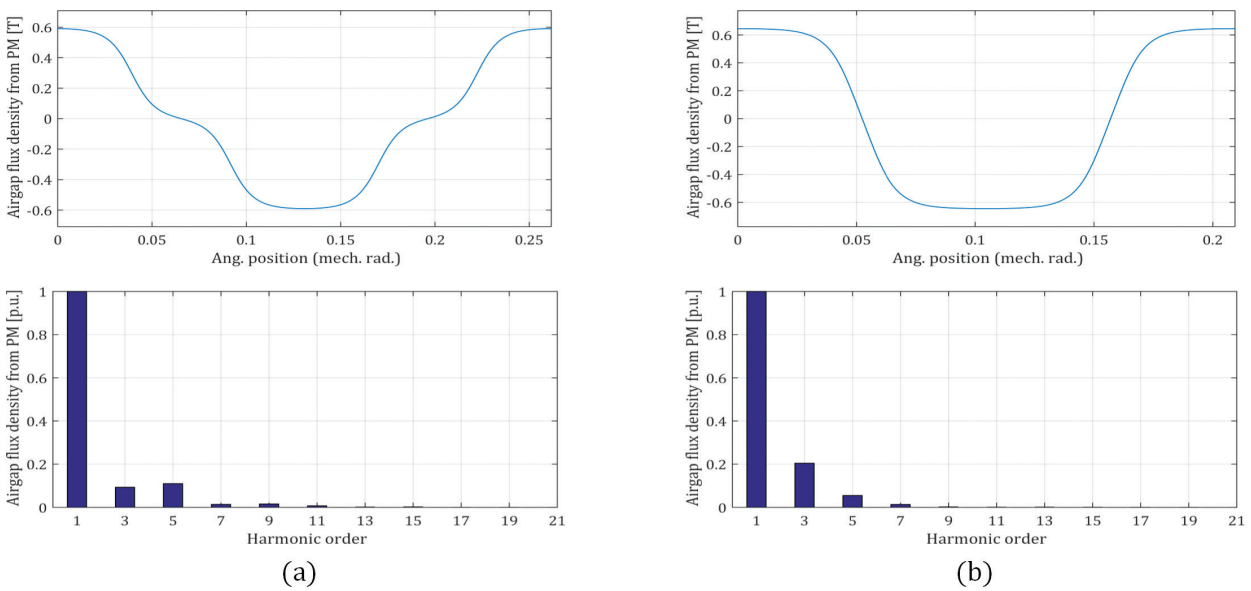 Airgap flux density from PM [T]
0.6
0.4
0.2
0
-0.2
-0.4
-0.6
0 0.05 0.1 0.15 0.2 0.25
Ang. position (mech. rad.)
Airgap flux density from PM [T]
0.6
0.4
0.2
0
-0.2
-0.4
-0.6
0 0.05 0.1 0.15 0.2
Ang. position (mech. rad.)
Airgap flux density from PM [p.u.]
1
0.8
0.6
0.4
0.2
0
1 3 5 7 9 11 13 15 17 19 21
Harmonic order
(a)
Airgap flux density from PM [p.u.]
1
0.8
0.6
0.4
0.2
0
1 3 5 7 9 11 13 15 17 19 21
Harmonic order
(b)